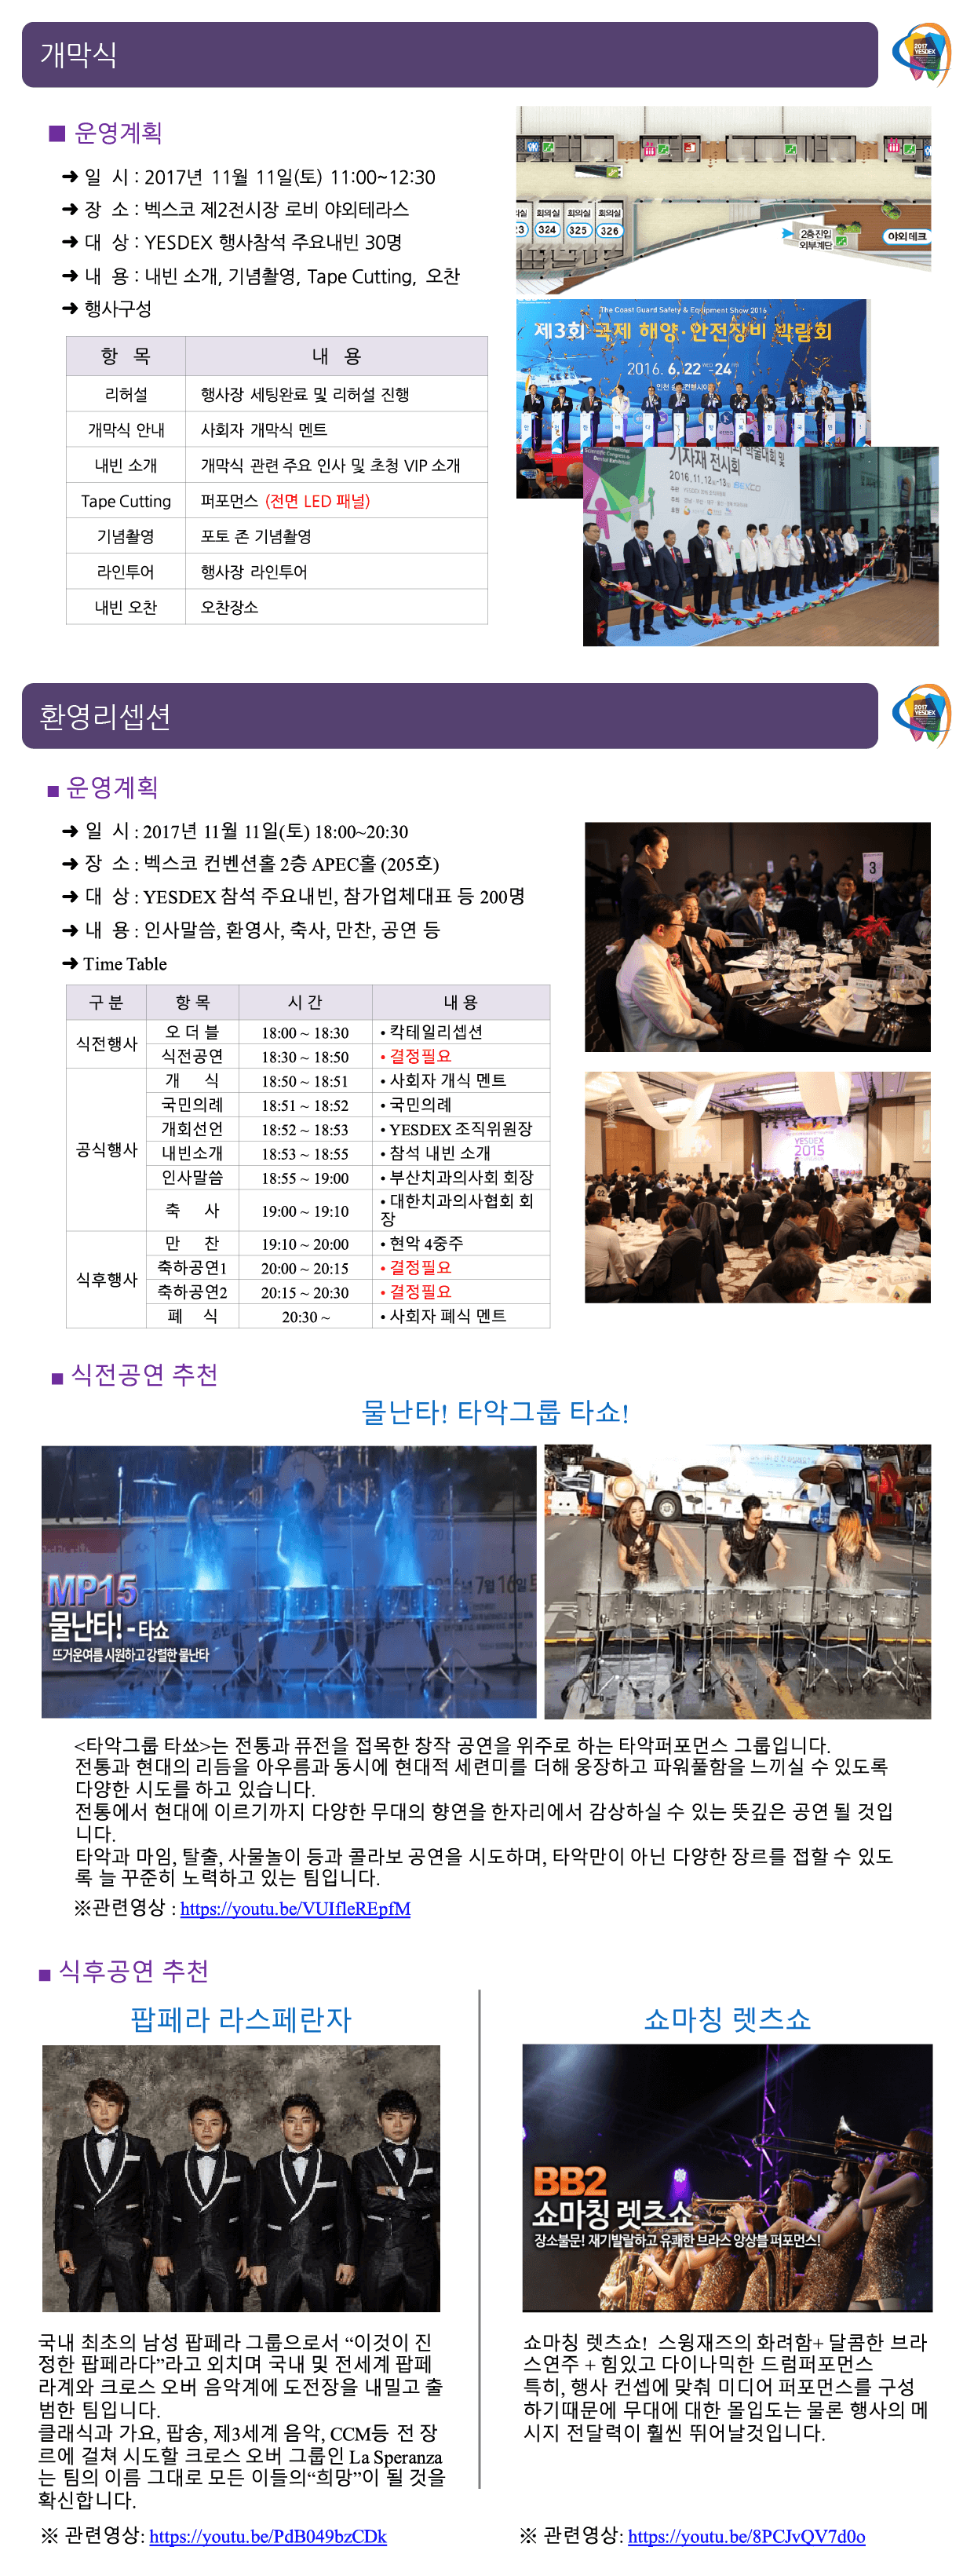 개막식
2017
YESDEX
■ 운영계획
➜ 일 시 : 2017년 11월 11일(토) 11:00~12:30
➜ 장 소 : 벡스코 제2전시장 로비 야외테라스
➜ 대 상 : YESDEX 행사참석 주요내빈 30명
➜ 내 용 : 내빈 소개, 기념촬영, Tape Cutting, 오찬
➜ 행사구성
항 목 내 용
리허설 행사장 세팅완료 및 리허설 진행
개막식 안내 사회자 개막식 멘트
내빈 소개 개막식 관련 주요 인사 및 초청 VIP 소개
Tape Cutting 퍼포먼스 (전면 LED 패널)
기념촬영 포토 존 기념촬영
라인투어 행사장 라인투어
내빈 오찬 오찬장소
회의실 회의실 회의실
324 325 326
2층진입
외부계단
야외 데크
The Coast Guard Safety & Equipment Show 2016
제3회 국제 해양·안전장비 박람회
2016. 6. 22 - 24
기자재 전시회
2016. 11. 12 - 13
환영리셉션
2017
YESDEX
■ 운영계획
➜ 일 시 : 2017년 11월 11일(토) 18:00~20:30
➜ 장 소 : 벡스코 컨벤션홀 2층 APEC홀 (205호)
➜ 대 상 : YESDEX 참석 주요내빈, 참가업체대표 등 200명
➜ 내 용 : 인사말씀, 환영사, 축사, 만찬, 공연 등
➜ Time Table
구 분 항 목 시 간 내 용
식전행사 오 더 블 18:00 ~ 18:30 • 칵테일리셉션
식전공연 18:30 ~ 18:50 • 결정필요
공식행사 개 식 18:50 ~ 18:51 • 사회자 개식 멘트
국민의례 18:51 ~ 18:52 • 국민의례
개회선언 18:52 ~ 18:53 • YESDEX 조직위원장
내빈소개 18:53 ~ 18:55 • 참석 내빈 소개
인사말씀 18:55 ~ 19:00 • 부산치과의사회 회장
축 사 19:00 ~ 19:10 • 대한치과의사협회 회
장
식후행사 만 찬 19:10 ~ 20:00 • 현악 4중주
축하공연1 20:00 ~ 20:15 • 결정필요
축하공연2 20:15 ~ 20:30 • 결정필요
폐 식 20:30 ~ • 사회자 폐식 멘트
3
YESDEX
2015
22
17
■ 식전공연 추천
물난타! 타악그룹 타쇼!
MP15
물난타! - 타쇼
뜨거운여름 시원하고 강렬한 물난타
<타악그룹 타쑈>는 전통과 퓨전을 접목한 창작 공연을 위주로 하는 타악퍼포먼스 그룹입니다.
전통과 현대의 리듬을 아우름과 동시에 현대적 세련미를 더해 웅장하고 파워풀함을 느끼실 수 있도록
다양한 시도를 하고 있습니다.
전통에서 현대에 이르기까지 다양한 무대의 향연을 한자리에서 감상하실 수 있는 뜻깊은 공연 될 것입
니다.
타악과 마임, 탈출, 사물놀이 등과 콜라보 공연을 시도하며, 타악만이 아닌 다양한 장르를 접할 수 있도
록 늘 꾸준히 노력하고 있는 팀입니다.
※관련영상 : https://youtu.be/VUIfleREpfM
■ 식후공연 추천
팝페라 라스페란자
국내 최초의 남성 팝페라 그룹으로서 “이것이 진
정한 팝페라다”라고 외치며 국내 및 전세계 팝페
라계와 크로스 오버 음악계에 도전장을 내밀고 출
범한 팀입니다.
클래식과 가요, 팝송, 제3세계 음악, CCM등 전 장
르에 걸쳐 시도할 크로스 오버 그룹인 La Speranza
는 팀의 이름 그대로 모든 이들의“희망”이 될 것을
확신합니다.
※ 관련영상: https://youtu.be/PdB049bzCDk
쇼마칭 렛츠쇼
BB2
쇼마칭 렛츠쇼
장소불문! 재기발랄하고 유쾌한 브라스 앙상블 퍼포먼스!
쇼마칭 렛츠쇼! 스윙재즈의 화려함+ 달콤한 브라
스연주 + 힘있고 다이나믹한 드럼퍼포먼스
특히, 행사 컨셉에 맞춰 미디어 퍼포먼스를 구성
하기때문에 무대에 대한 몰입도는 물론 행사의 메
시지 전달력이 훨씬 뛰어날것입니다.
※ 관련영상: https://youtu.be/8PCJvQV7d0o